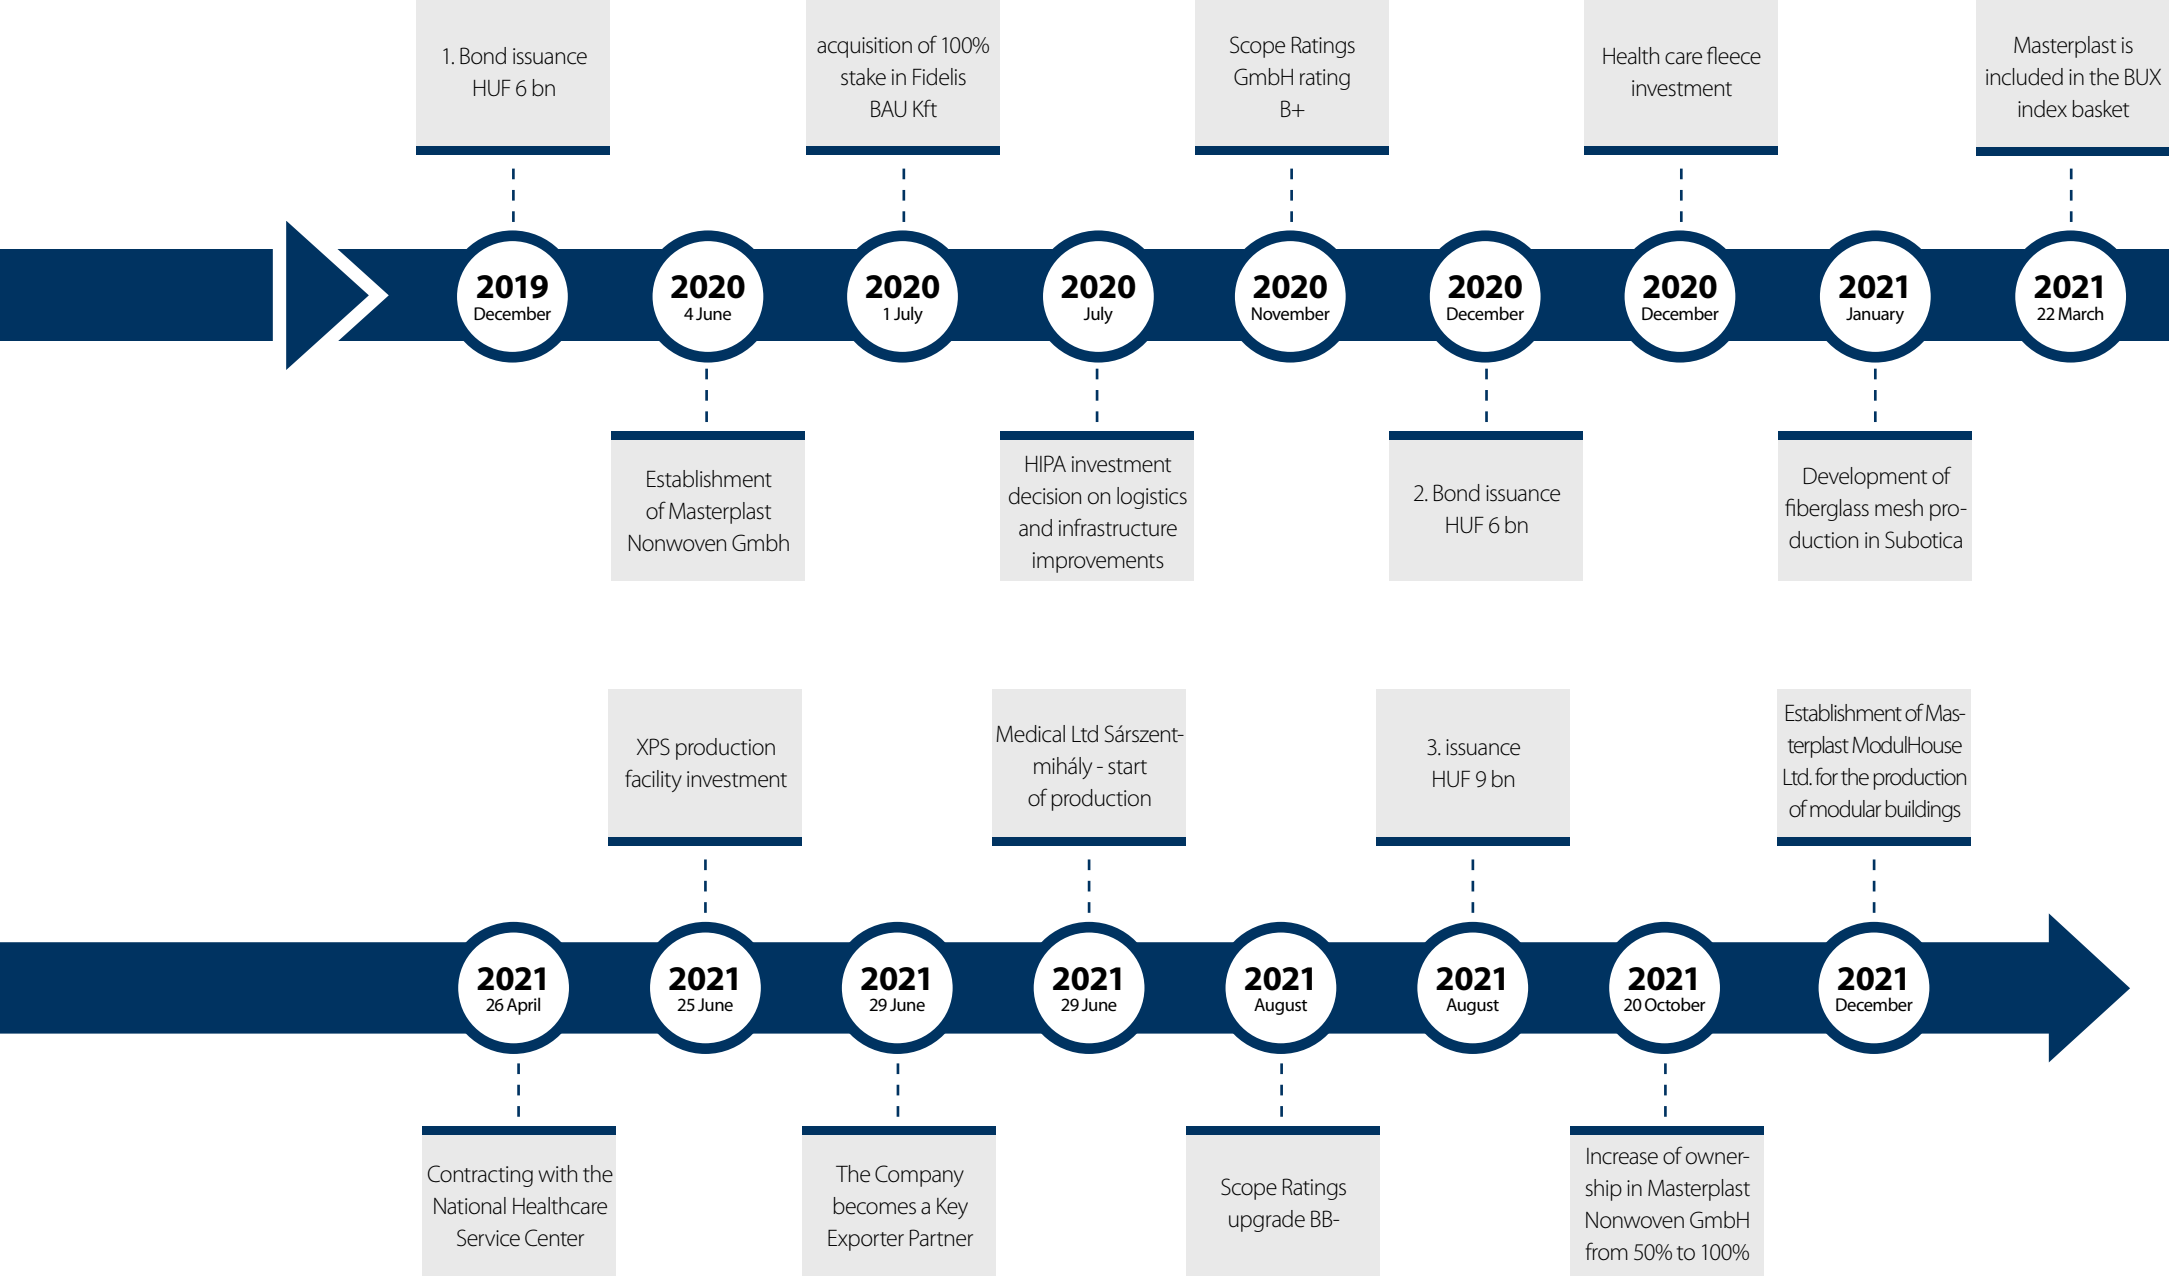 1. Bond issuance
HUF 6 bn
acquisition of 100%
stake in Fidelis
BAU Kft
Scope Ratings
GmbH rating
B+
Health care fleece
investment
Masterplast is
included in the BUX
index basket
2019
December
2020
4 June
2020
1 July
2020
July
2020
November
2020
December
2020
December
2021
January
2021
22 March
Establishment
of Masterplast
Nonwoven Gmbh
HIPA investment
decision on logistics
and infrastructure
improvements
2. Bond issuance
HUF 6 bn
Development of
fiberglass mesh pro-
duction in Subotica
XPS production
facility investment
Medical Ltd Sárszent-
mihály - start
of production
3. issuance
HUF 9 bn
Establishment of Mas-
terplast ModulHouse
Ltd. for the production
of modular buildings
2021
26 April
2021
25 June
2021
29 June
2021
29 June
2021
August
2021
August
2021
20 October
2021
December
Contracting with the
National Healthcare
Service Center
The Company
becomes a Key
Exporter Partner
Scope Ratings
upgrade BB-
Increase of owner-
ship in Masterplast
Nonwoven GmbH
from 50% to 100%